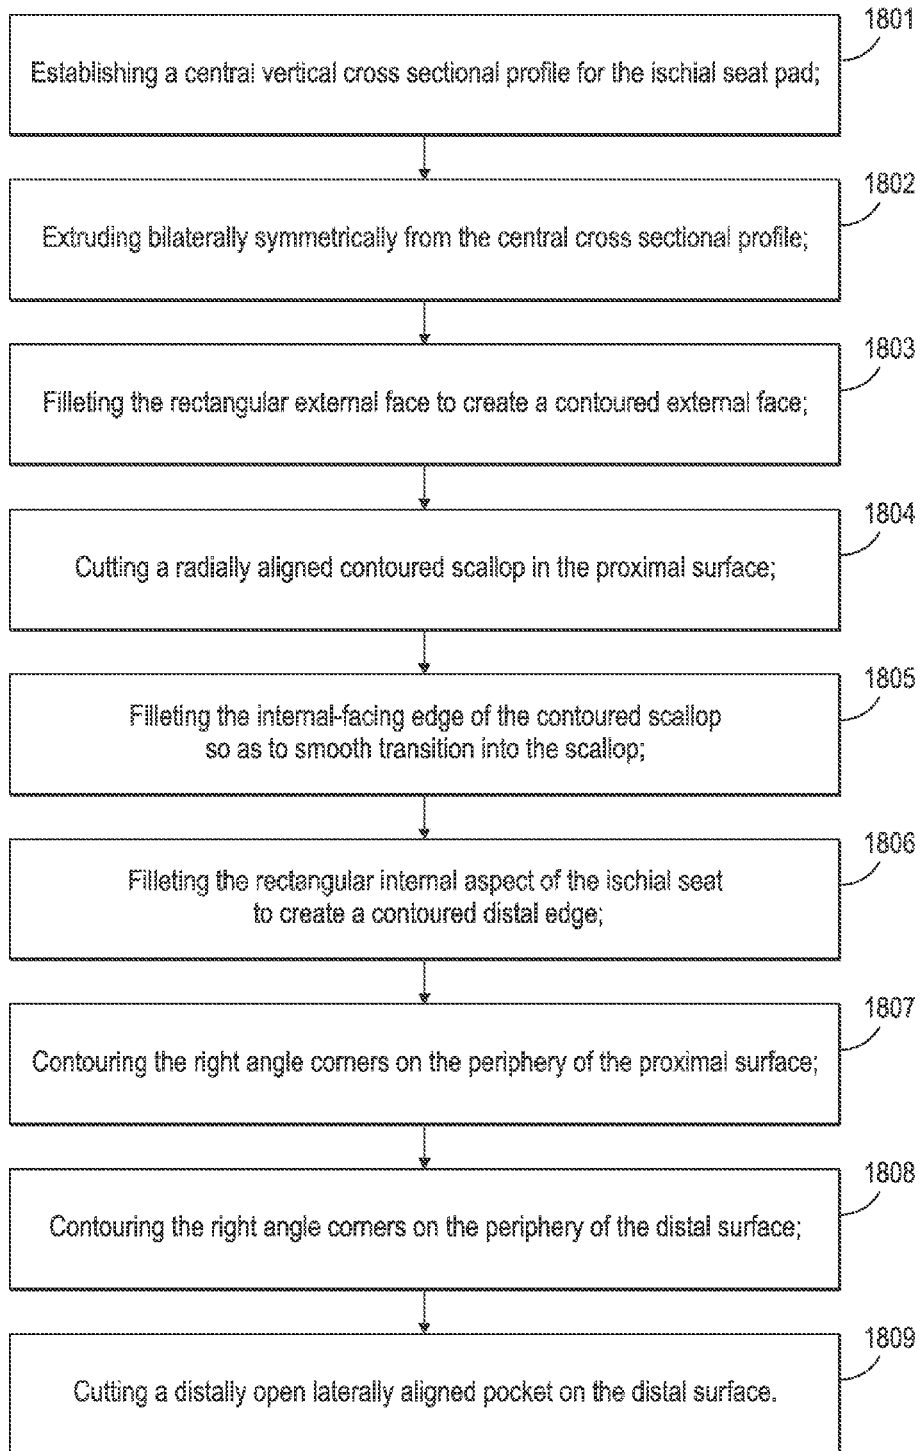 1801
Establishing a central vertical cross sectional profile for the ischial seat pad;
1802
Extruding bilaterally symmetrically from the central cross sectional profile;
1803
Filleting the rectangular external face to create a contoured external face;
1804
Cutting a radially aligned contoured scallop in the proximal surface;
1805
Filleting the internal-facing edge of the contoured scallop
so as to smooth transition into the scallop;
1806
Filleting the rectangular internal aspect of the ischial seat
to create a contoured distal edge;
1807
Contouring the right angle corners on the periphery of the proximal surface;
1808
Contouring the right angle corners on the periphery of the distal surface;
1809
Cutting a distally open laterally aligned pocket on the distal surface.